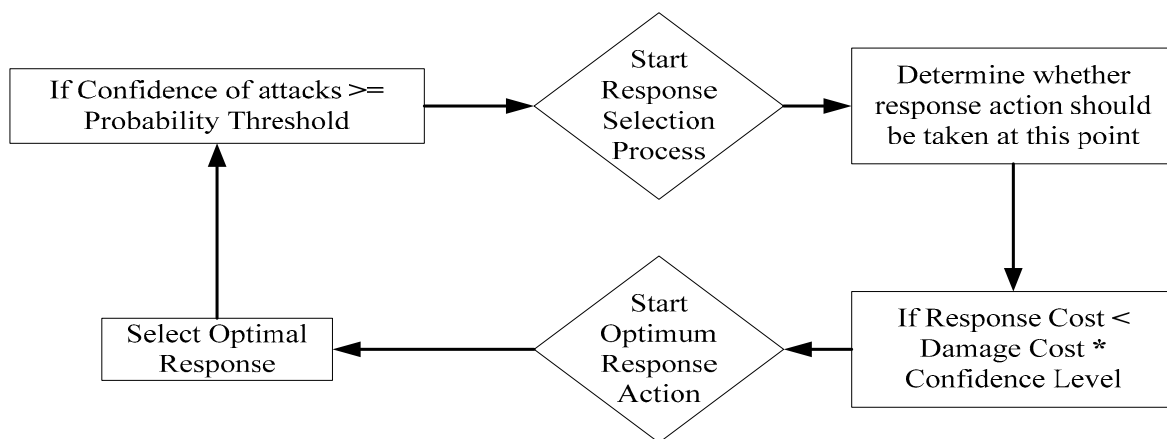 If Confidence of attacks >=
Probability Threshold
Start
Response
Selection
Process
Determine whether
response action should
be taken at this point
If Response Cost <
Damage Cost *
Confidence Level
Start
Optimum
Response
Action
Select Optimal
Response